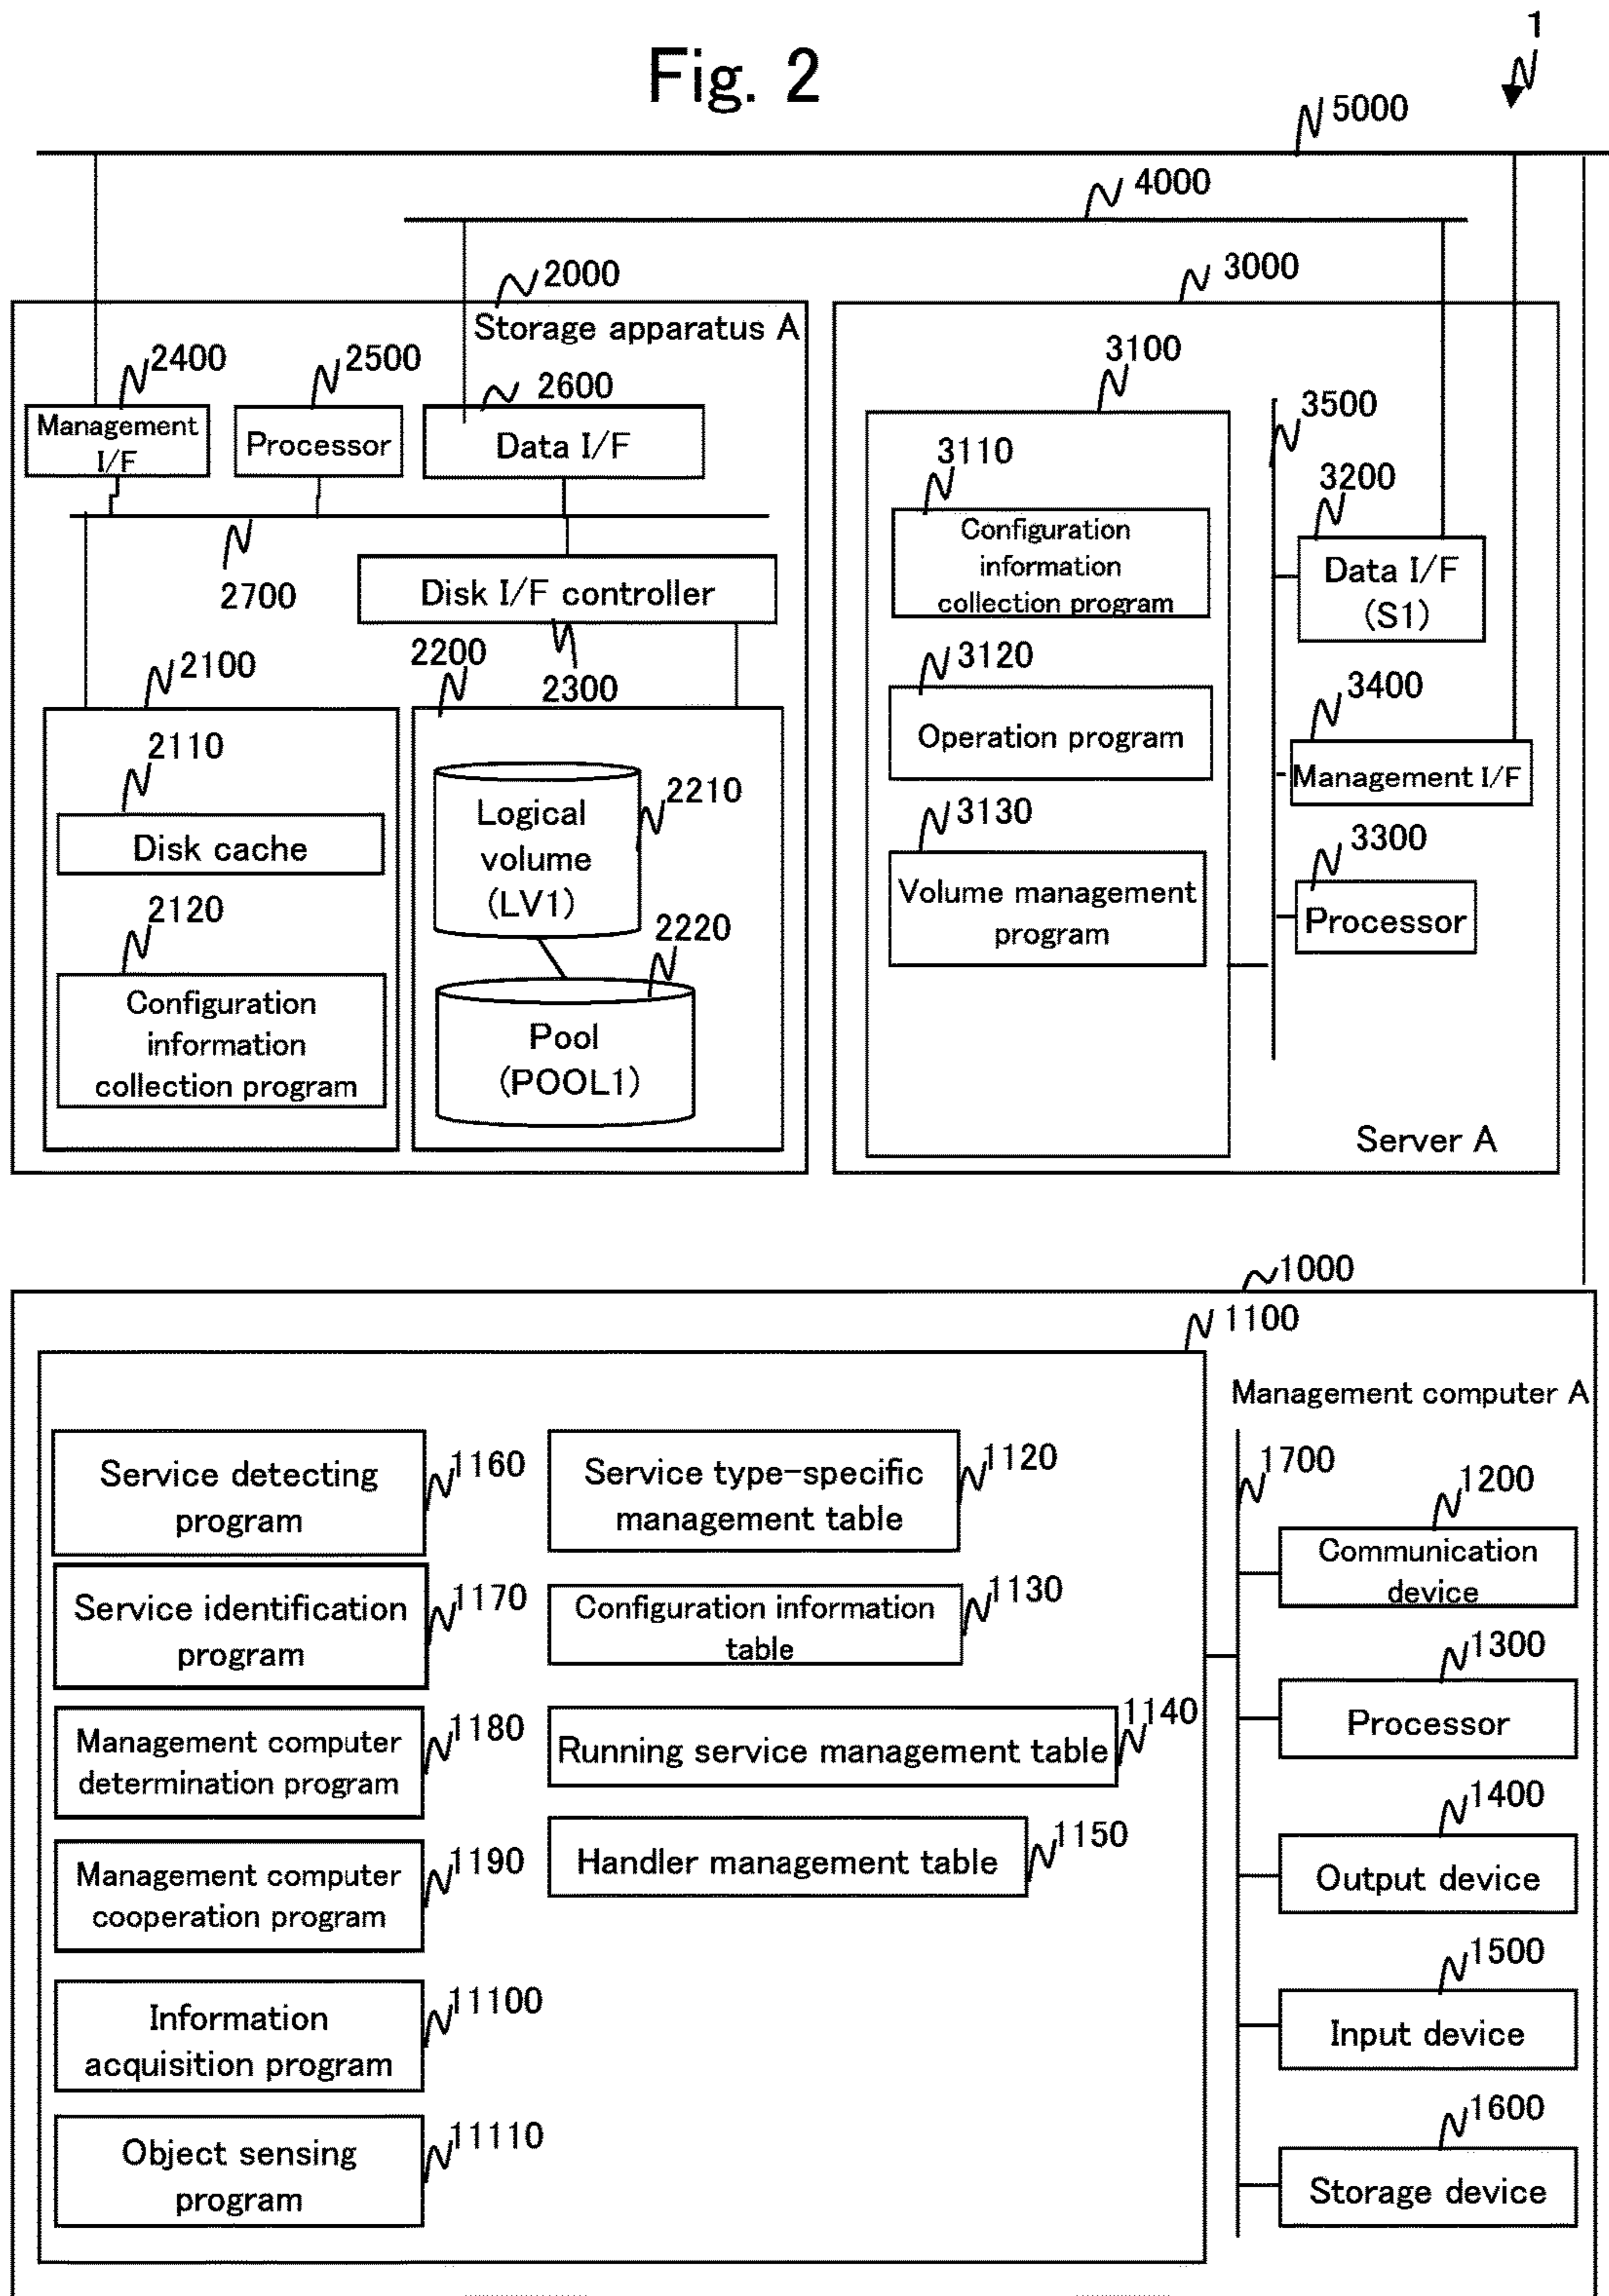 Fig. 2
1
5000
4000
2000
Storage apparatus A
2400
2500
2600
Management
I/F
Processor
Data I/F
2700
Disk I/F controller
2300
2100
2200
2110
Disk cache
2120
Configuration
information
collection program
Logical
volume
(LV1)
2210
2220
Pool
(POOL1)
3000
3100
3110
Configuration
information
collection program
3120
Operation program
3130
Volume management
program
3500
3200
Data I/F
(S1)
3400
Management I/F
3300
Processor
Server A
1000
1100
Management computer A
Service detecting
program
1160
Service type-specific
management table
1120
Service identification
program
1170
Configuration information
table
1130
Management computer
determination program
1180
Running service management table
1140
Management computer
cooperation program
1190
Handler management table
1150
Information
acquisition program
11100
Object sensing
program
11110
1700
1200
Communication
device
1300
Processor
1400
Output device
1500
Input device
1600
Storage device